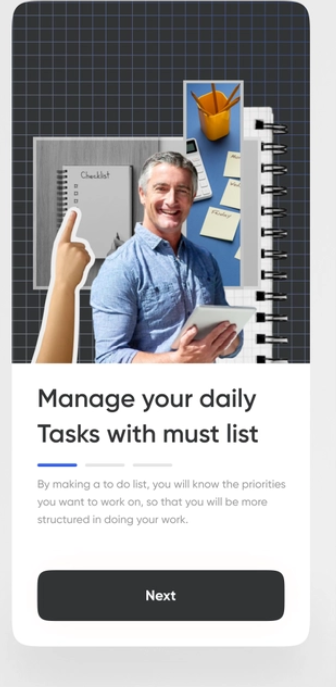 Checklist
Manage your daily
Tasks with must list
By making a to do list, you will know the priorities
you want to work on, so that you will be more
structured in doing your work.
Next